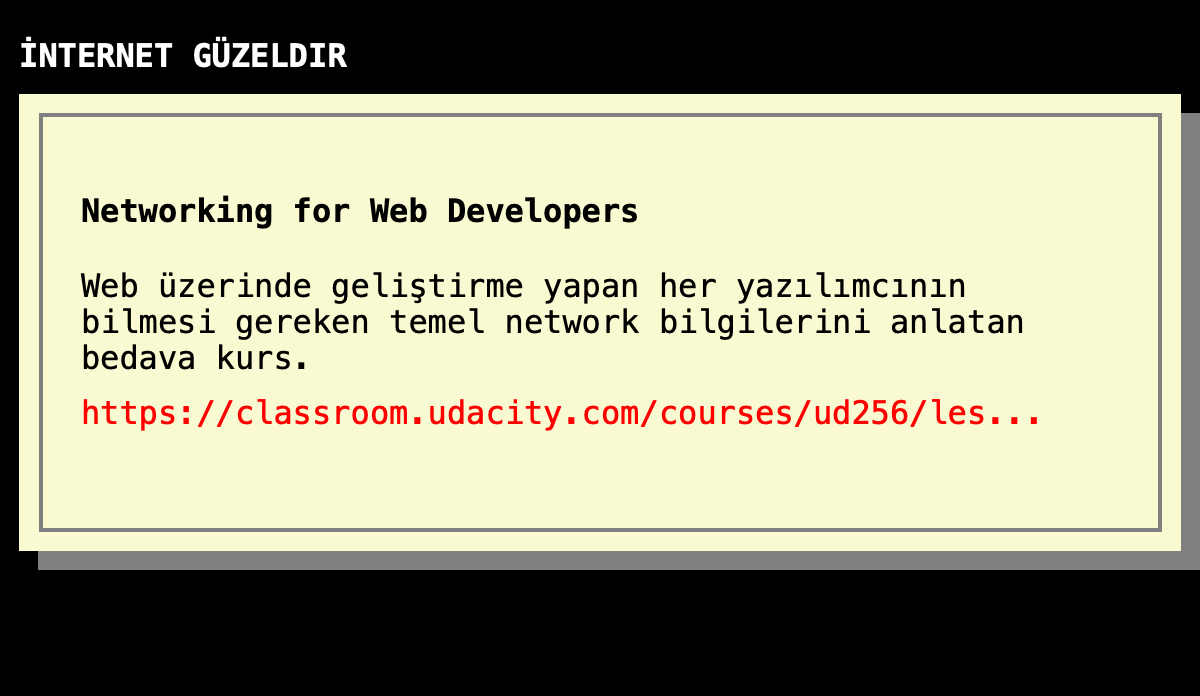 İNTERNET GÜZELDIR
Networking for Web Developers
Web üzerinde geliştirme yapan her yazılımcının
bilmesi gereken temel network bilgilerini anlatan
bedava kurs.
https://classroom.udacity.com/courses/ud256/les...